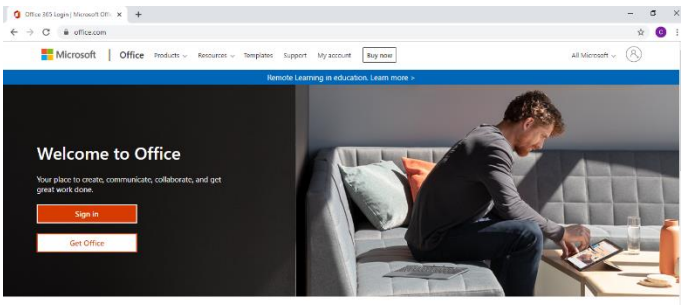 Office 365 Login | Microsoft Offi
office.com
Microsoft | Office Products Resources Templates Support My account Buy now All Microsoft
Remote Learning in education. Learn more >
Welcome to Office
Your place to create, communicate, collaborate, and get
great work done.
Sign in
Get Office